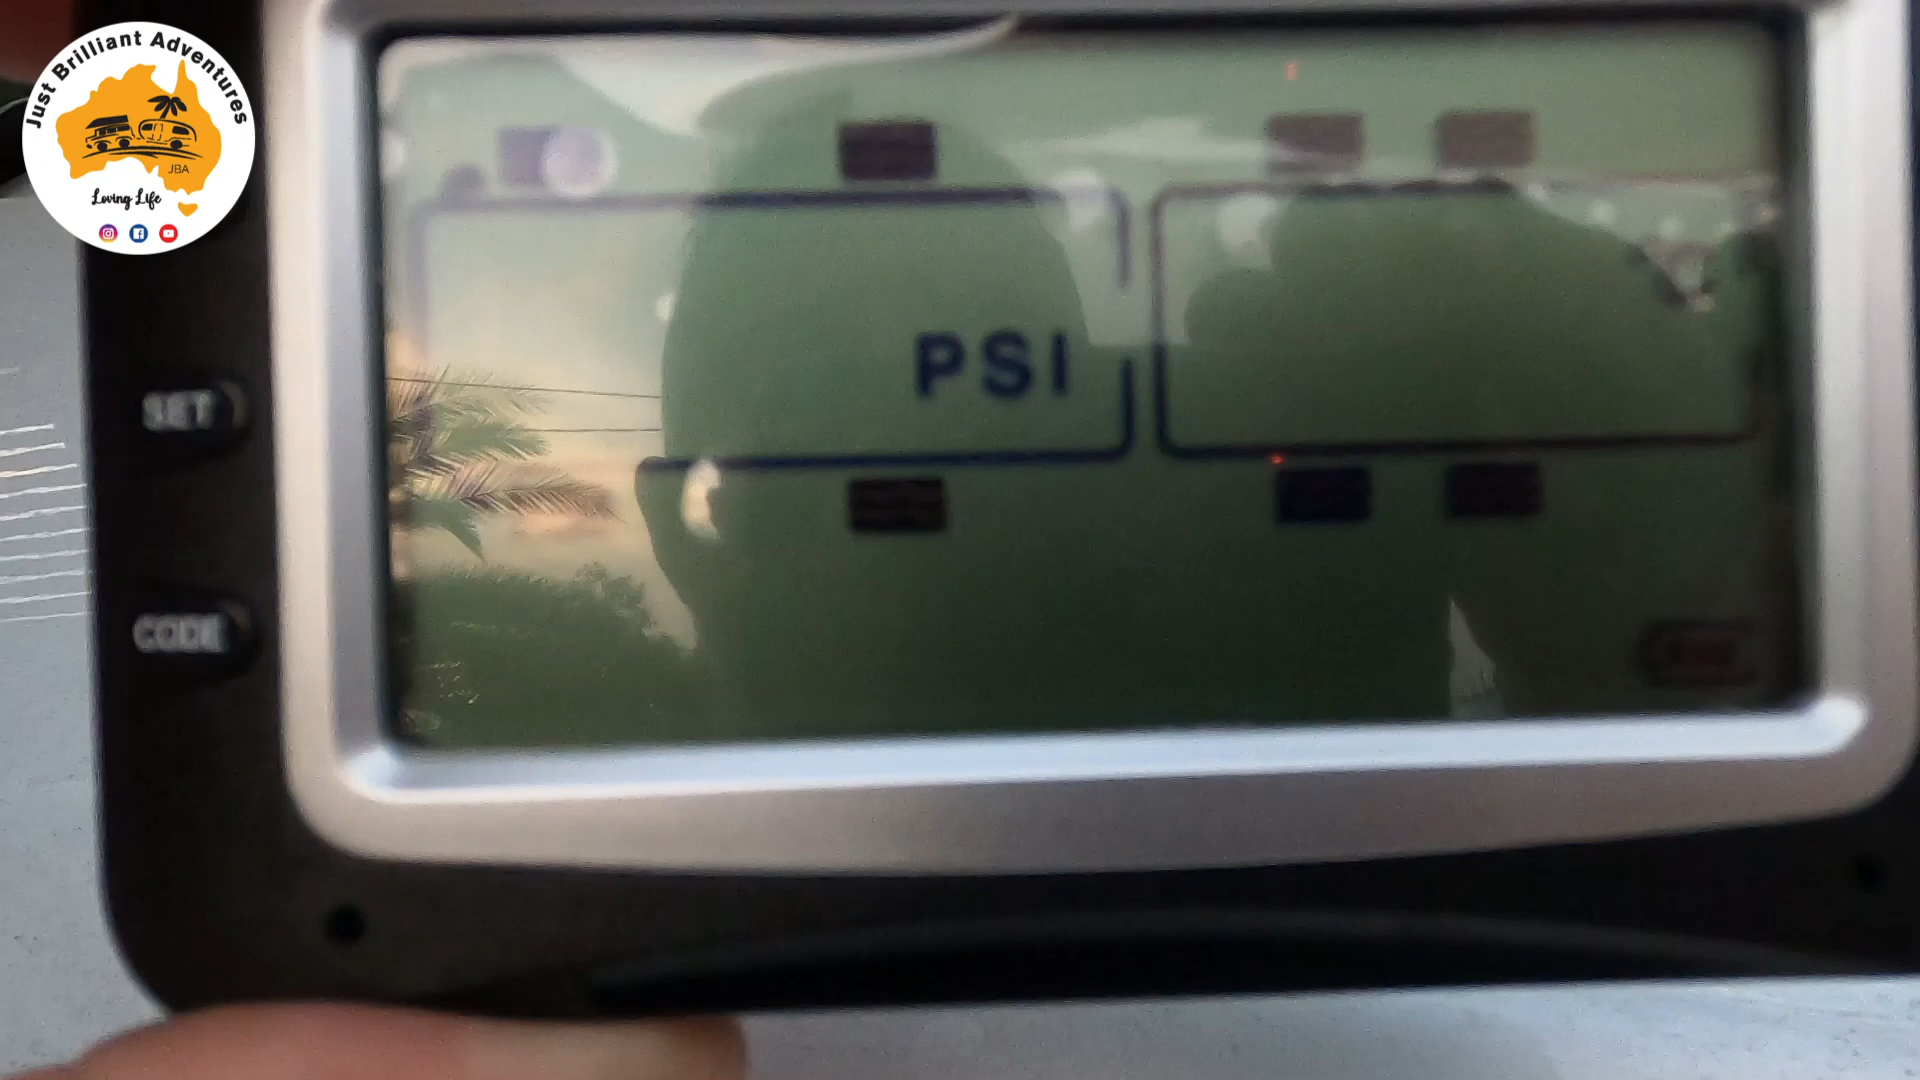 Just Brilliant Adventures
JBA
Loving Life
PSI
SET
CODE